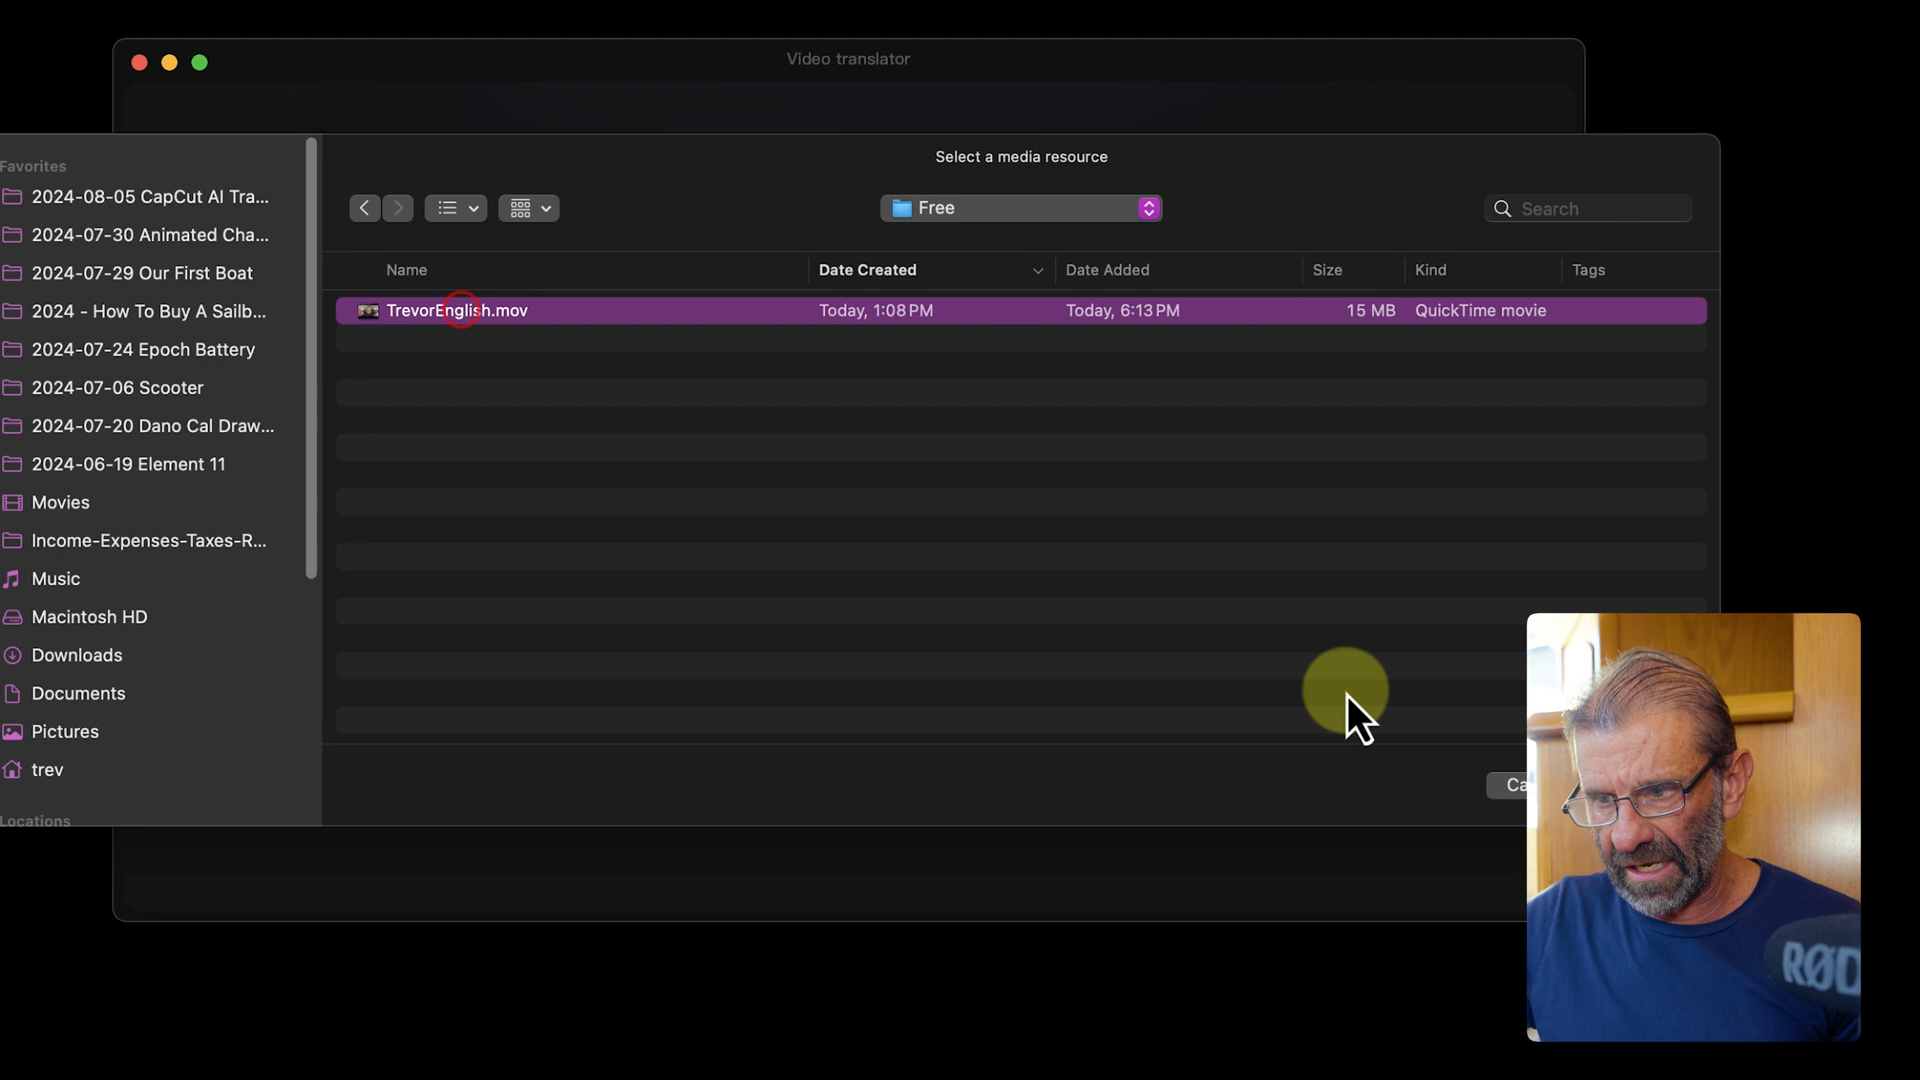 Video translator
Select a media resource
Favorites
2024-08-05 CapCut AI Tra...
2024-07-30 Animated Cha...
2024-07-29 Our First Boat
2024 - How To Buy A Sailb...
2024-07-24 Epoch Battery
2024-07-06 Scooter
2024-07-20 Dano Cal Draw...
2024-06-19 Element 11
Movies
Income-Expenses-Taxes-R...
Music
Macintosh HD
Downloads
Documents
Pictures
trev
Locations
Free
Search
Name Date Created Date Added Size Kind Tags
TrevorEnglish.mov Today, 1:08 PM Today, 6:13 PM 15 MB QuickTime movie
Ca
RØD